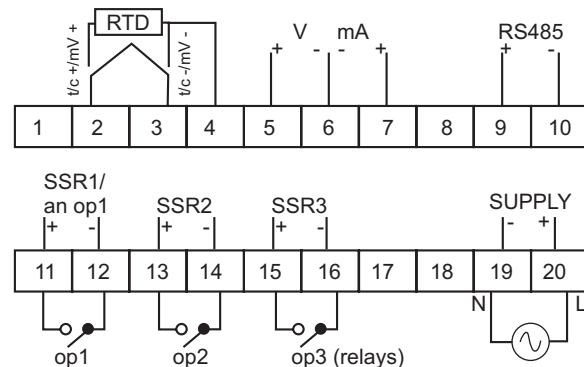 RTD
t/c +/mV +
t/c -/mV -
V mA
+ - - +
RS485
+ -
1 2 3 4 5 6 7 8 9 10
SSR1/
an op1
+ -
SSR2
+ -
SSR3
+ -
SUPPLY
- +
11 12 13 14 15 16 17 18 19 20
N L
op1 op2 op3 (relays)